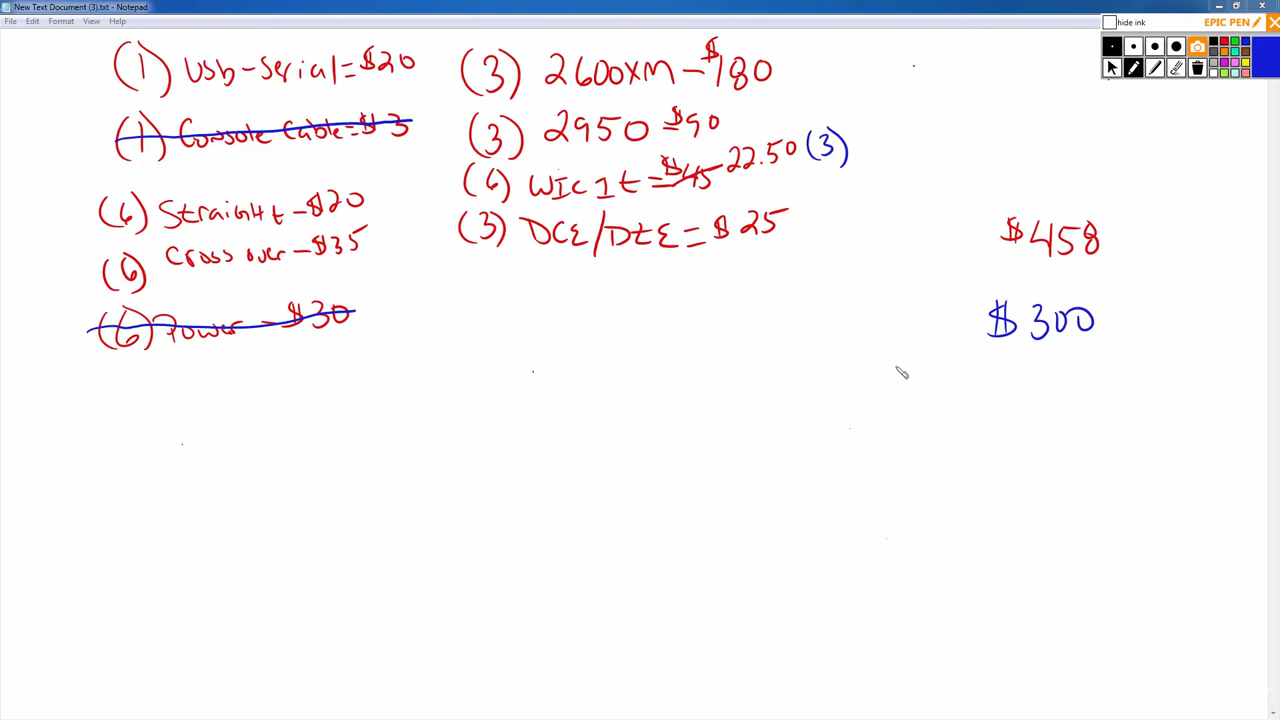 New Text Document (3).txt - Notepad
File Edit Format View Help
hide ink
EPIC PEN
(1) Usb-Serial=$20
(1) Console Cable=$3
(6) Straight-$20
(6) Cross over-$35
(6) Power-$30
(3) 2600xm-$180
(3) 2950=$90
(6) WIC 1t=$45 22.50 (3)
(3) DCE/DTE=$25
$458
$300